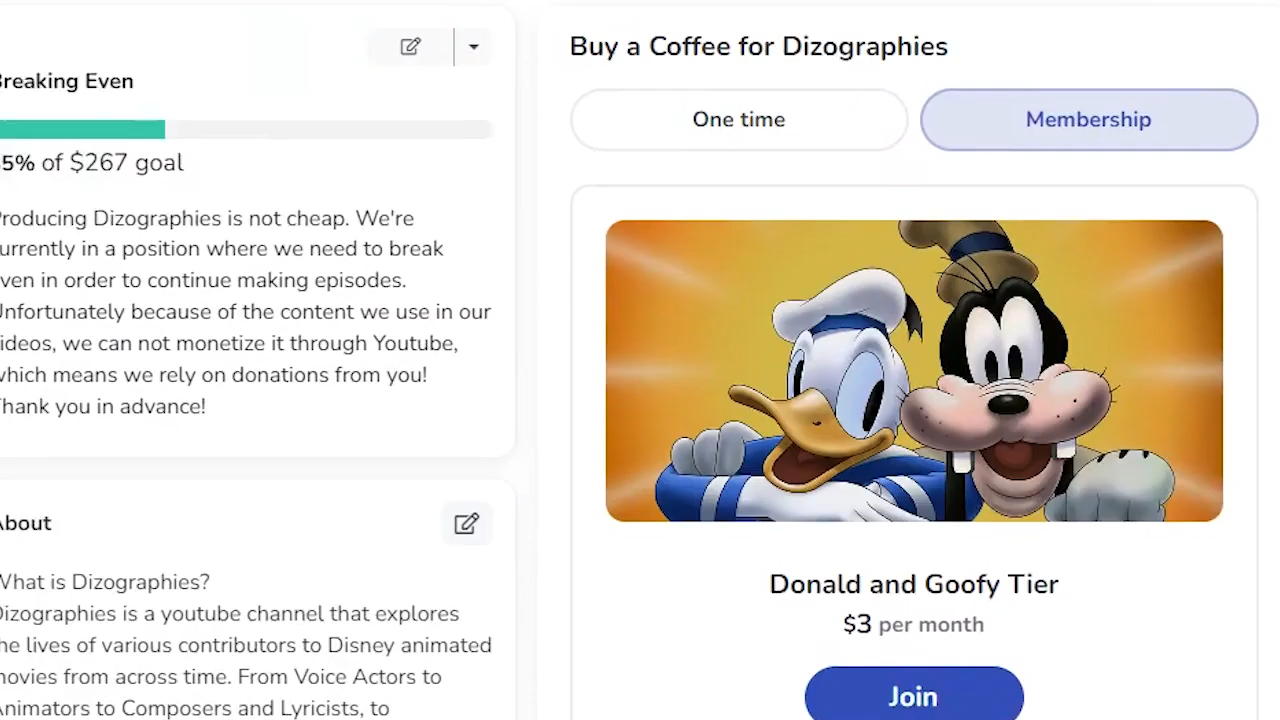 Breaking Even
5% of $267 goal
Producing Dizographies is not cheap. We're
currently in a position where we need to break
even in order to continue making episodes.
Unfortunately because of the content we use in our
videos, we can not monetize it through Youtube,
which means we rely on donations from you!
Thank you in advance!
About
What is Dizographies?
Dizographies is a youtube channel that explores
the lives of various contributors to Disney animated
movies from across time. From Voice Actors to
Animators to Composers and Lyricists, to
Buy a Coffee for Dizographies
One time
Membership
Donald and Goofy Tier
$3 per month
Join